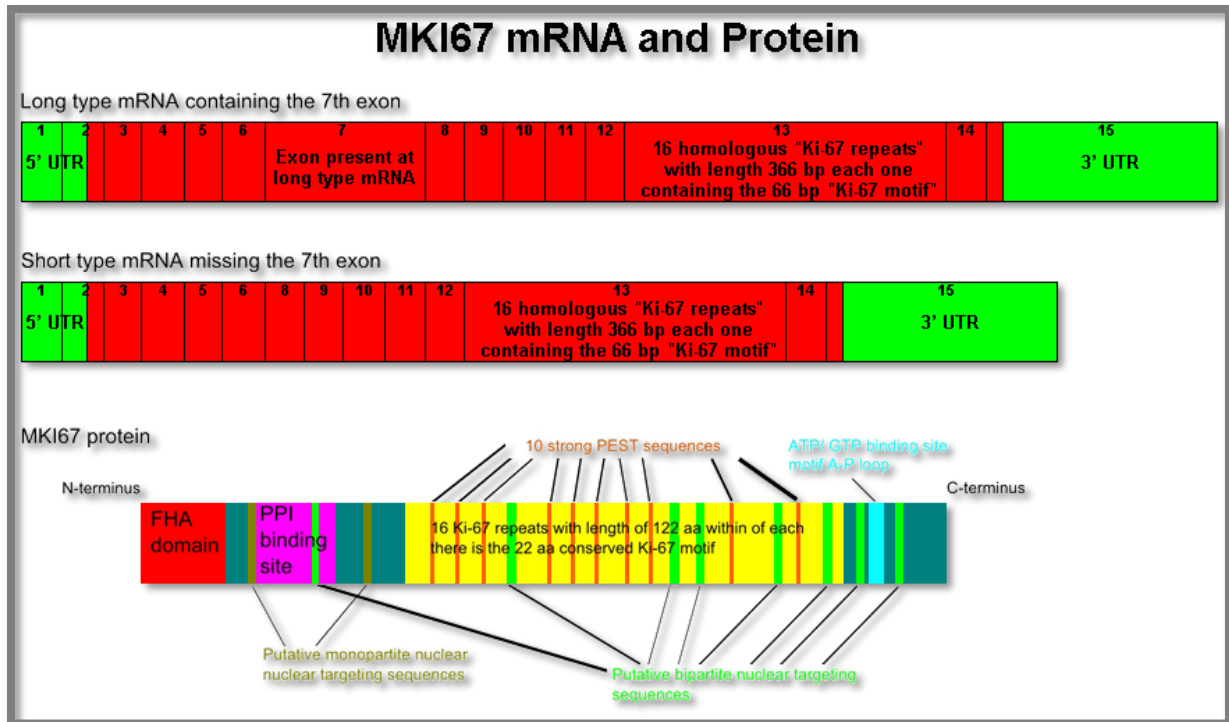 MKI67 mRNA and Protein
Long type mRNA containing the 7th exon
1 2 3 4 5 6 7 8 9 10 11 12 13 14 15
5' UTR
Exon present at
long type mRNA
16 homologous "Ki-67 repeats"
with length 366 bp each one
containing the 66 bp "Ki-67 motif"
3' UTR
Short type mRNA missing the 7th exon
1 2 3 4 5 6 8 9 10 11 12 13 14 15
5' UTR
16 homologous "Ki-67 repeats"
with length 366 bp each one
containing the 66 bp "Ki-67 motif"
3' UTR
MKI67 protein
10 strong PEST sequences
ATP/ GTP binding site
motif A-P loop
N-terminus
C-terminus
FHA
domain
PPI
binding
site
16 Ki-67 repeats with length of 122 aa within of each
there is the 22 aa conserved Ki-67 motif
Putative monopartite nuclear
nuclear targeting sequences
Putative bipartite nuclear targeting
sequences